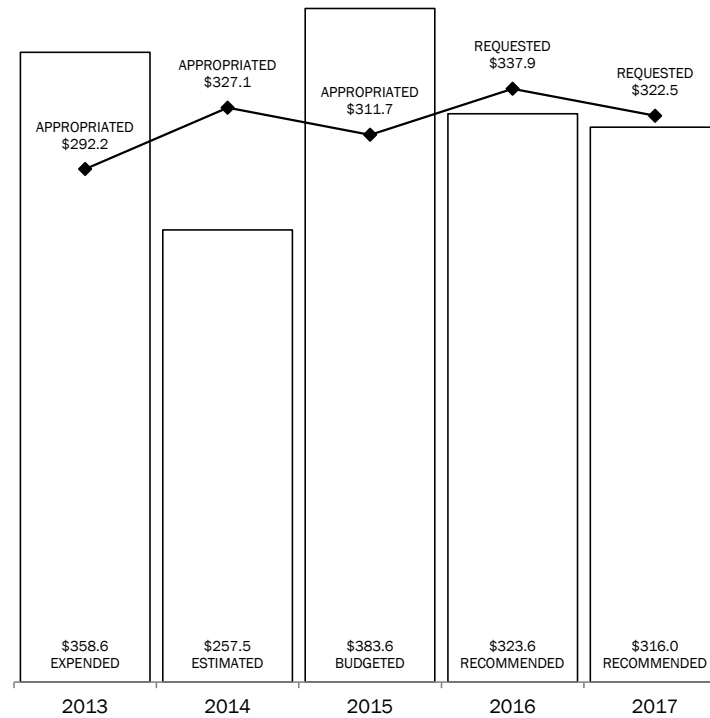 REQUESTED
$337.9
APPROPRIATED
$327.1
REQUESTED
$322.5
APPROPRIATED
$311.7
APPROPRIATED
$292.2
$358.6
EXPENDED
$257.5
ESTIMATED
$383.6
BUDGETED
$323.6
RECOMMENDED
$316.0
RECOMMENDED
2013
2014
2015
2016
2017